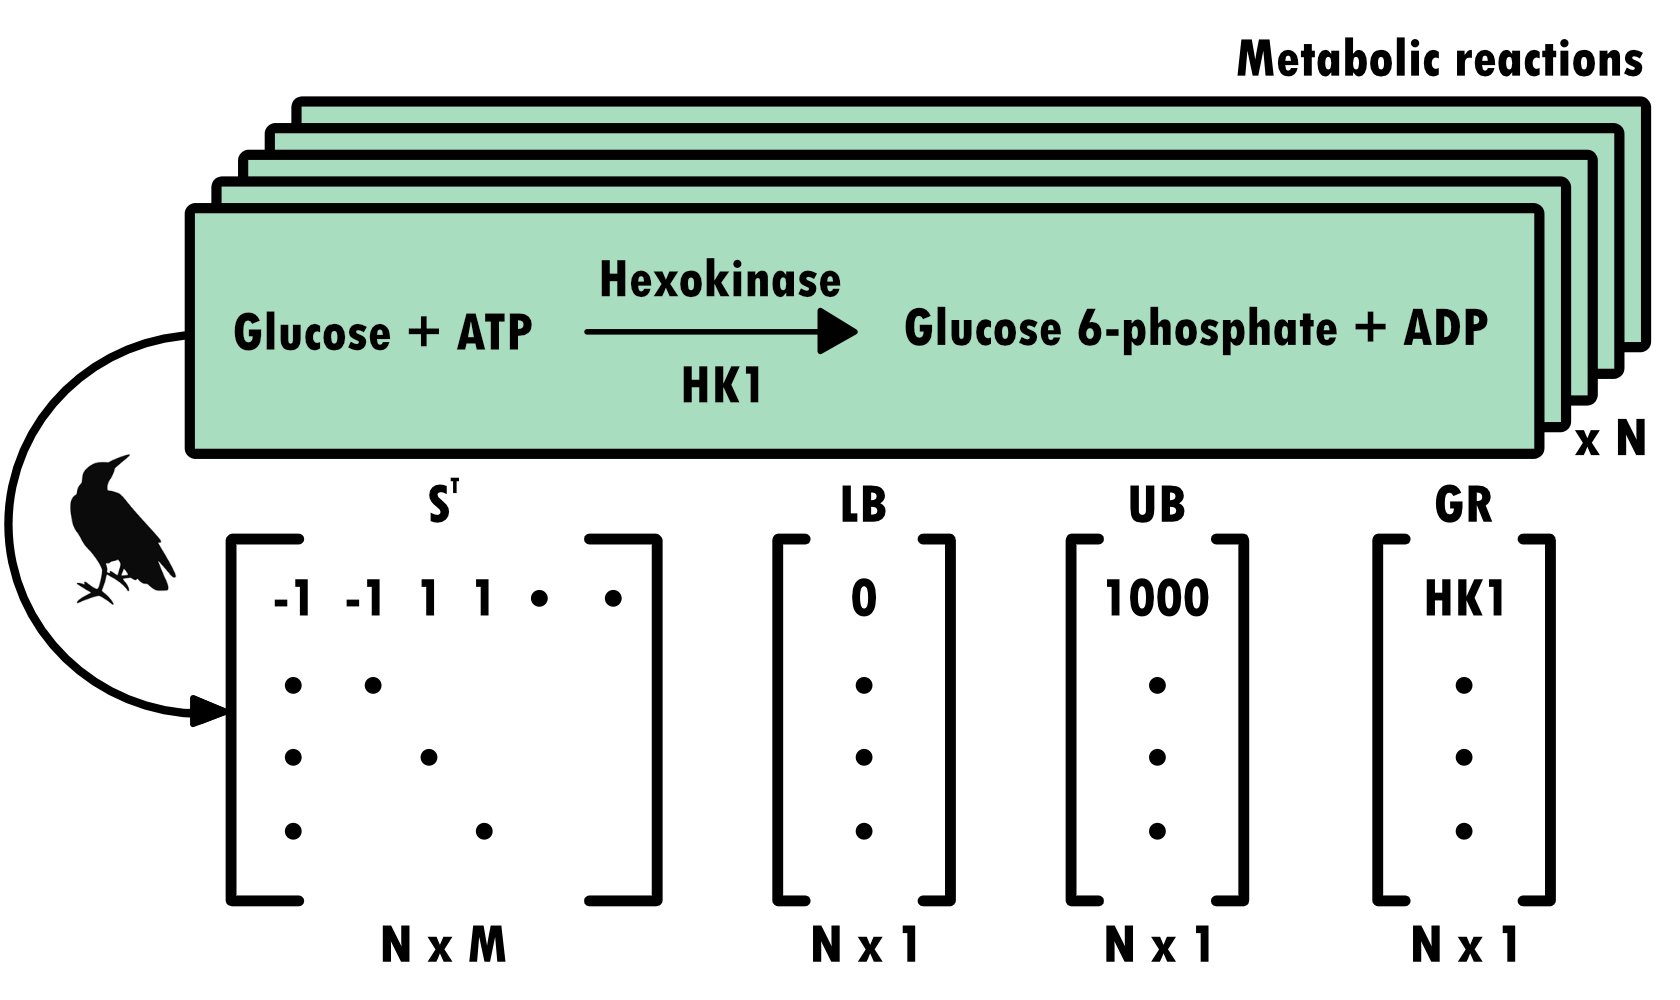 Metabolic reactions
Hexokinase
Glucose + ATP
Glucose 6-phosphate + ADP
HK1
x N
Sᵀ LB UB GR
-1 -1 1 1 • • 0 1000 HK1
• • • • •
• • • • •
• • • • •
N x M N x 1 N x 1 N x 1